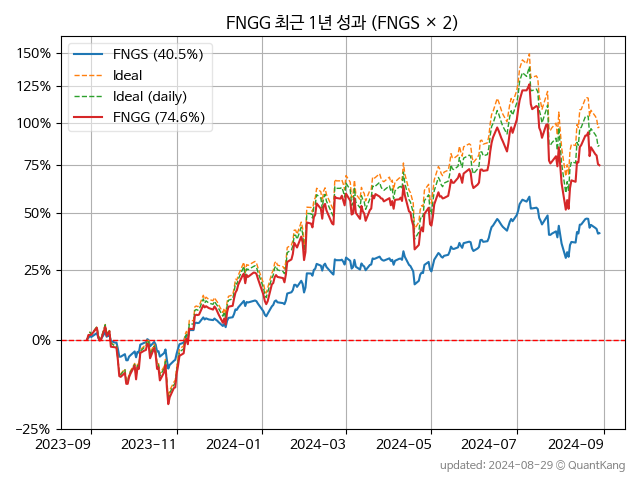 FNGG 최근 1년 성과 (FNGS × 2)
FNGS (40.5%)
Ideal
Ideal (daily)
FNGG (74.6%)
150%
125%
100%
75%
50%
25%
0%
−25%
2023-09
2023-11
2024-01
2024-03
2024-05
2024-07
2024-09
updated: 2024-08-29 © QuantKang